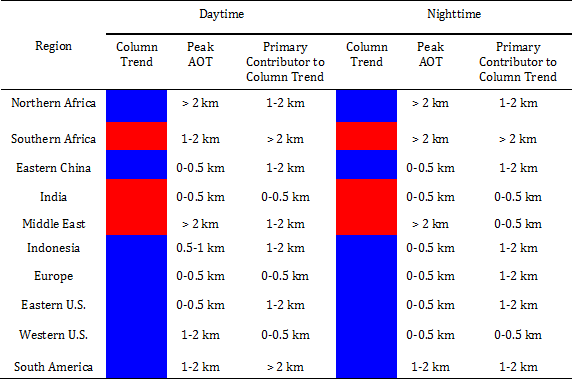 Daytime Nighttime
Region Column Trend Peak AOT Primary Contributor to Column Trend Column Trend Peak AOT Primary Contributor to Column Trend
Northern Africa > 2 km 1-2 km > 2 km 1-2 km
Southern Africa 1-2 km > 2 km > 2 km > 2 km
Eastern China 0-0.5 km 1-2 km 0-0.5 km 1-2 km
India 0-0.5 km 0-0.5 km 0-0.5 km 0-0.5 km
Middle East > 2 km 1-2 km > 2 km 0-0.5 km
Indonesia 0.5-1 km 1-2 km 0-0.5 km 1-2 km
Europe 0-0.5 km 0-0.5 km 0-0.5 km 1-2 km
Eastern U.S. 0-0.5 km 1-2 km 0-0.5 km 1-2 km
Western U.S. 1-2 km 0-0.5 km 0-0.5 km 0-0.5 km
South America 1-2 km > 2 km 1-2 km 1-2 km